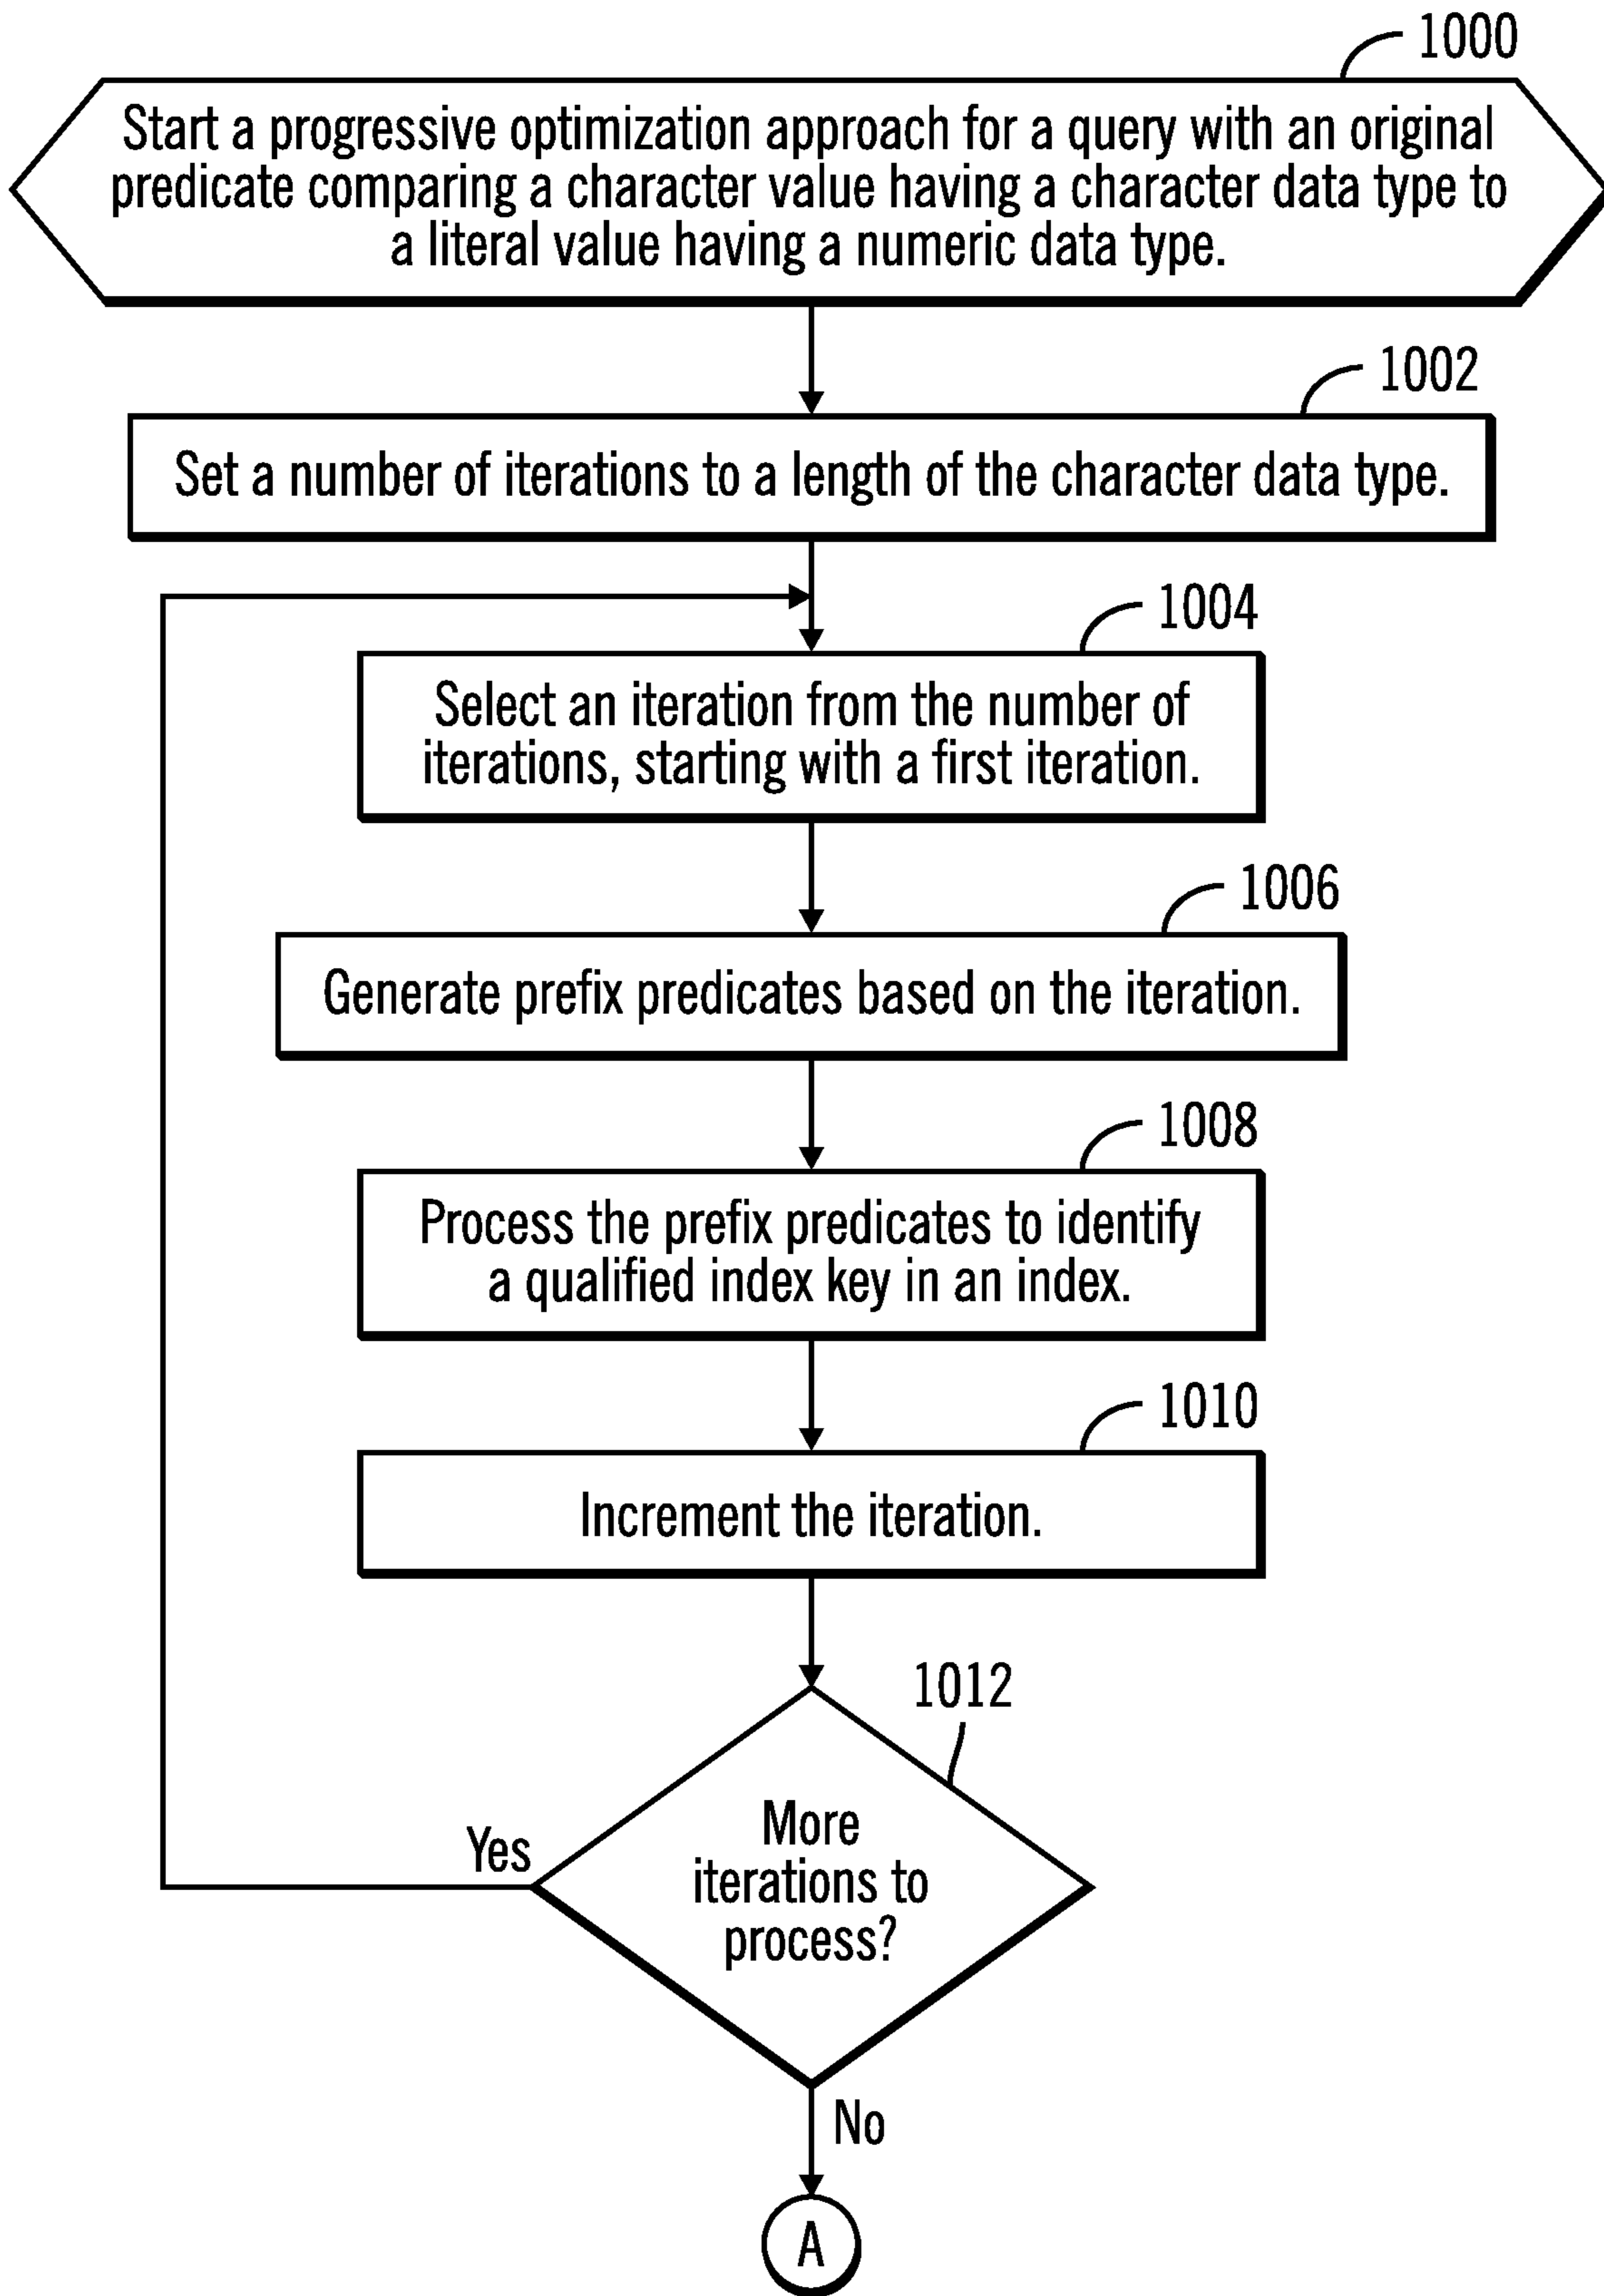 1000
Start a progressive optimization approach for a query with an original
predicate comparing a character value having a character data type to
a literal value having a numeric data type.
1002
Set a number of iterations to a length of the character data type.
1004
Select an iteration from the number of
iterations, starting with a first iteration.
1006
Generate prefix predicates based on the iteration.
1008
Process the prefix predicates to identify
a qualified index key in an index.
1010
Increment the iteration.
1012
More
iterations to
process?
Yes
No
A